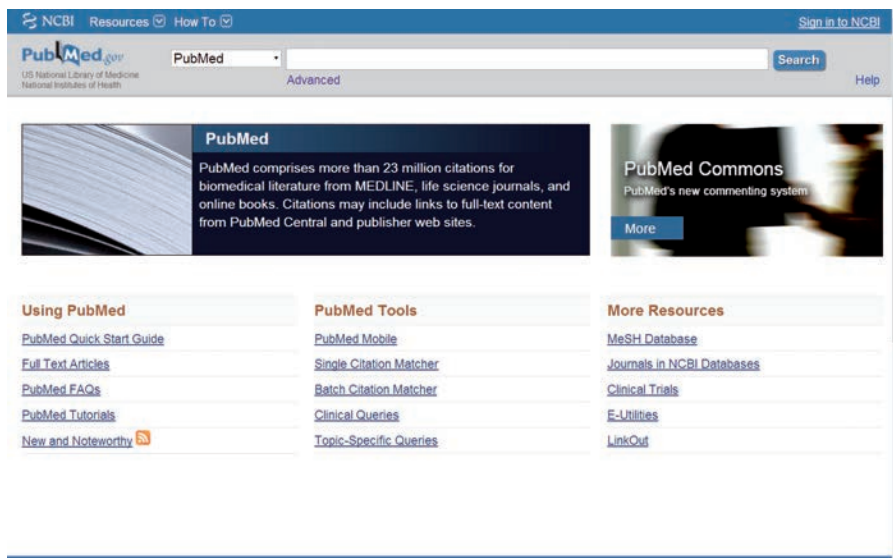 NCBI Resources How To Sign in to NCBI
PubMed.gov
US National Library of Medicine
National Institutes of Health
PubMed
Search
Advanced
Help
PubMed
PubMed comprises more than 23 million citations for
biomedical literature from MEDLINE, life science journals, and
online books. Citations may include links to full-text content
from PubMed Central and publisher web sites.
PubMed Commons
PubMed's new commenting system
More
Using PubMed
PubMed Quick Start Guide
Full Text Articles
PubMed FAQs
PubMed Tutorials
New and Noteworthy
PubMed Tools
PubMed Mobile
Single Citation Matcher
Batch Citation Matcher
Clinical Queries
Topic-Specific Queries
More Resources
MeSH Database
Journals in NCBI Databases
Clinical Trials
E-Utilities
LinkOut